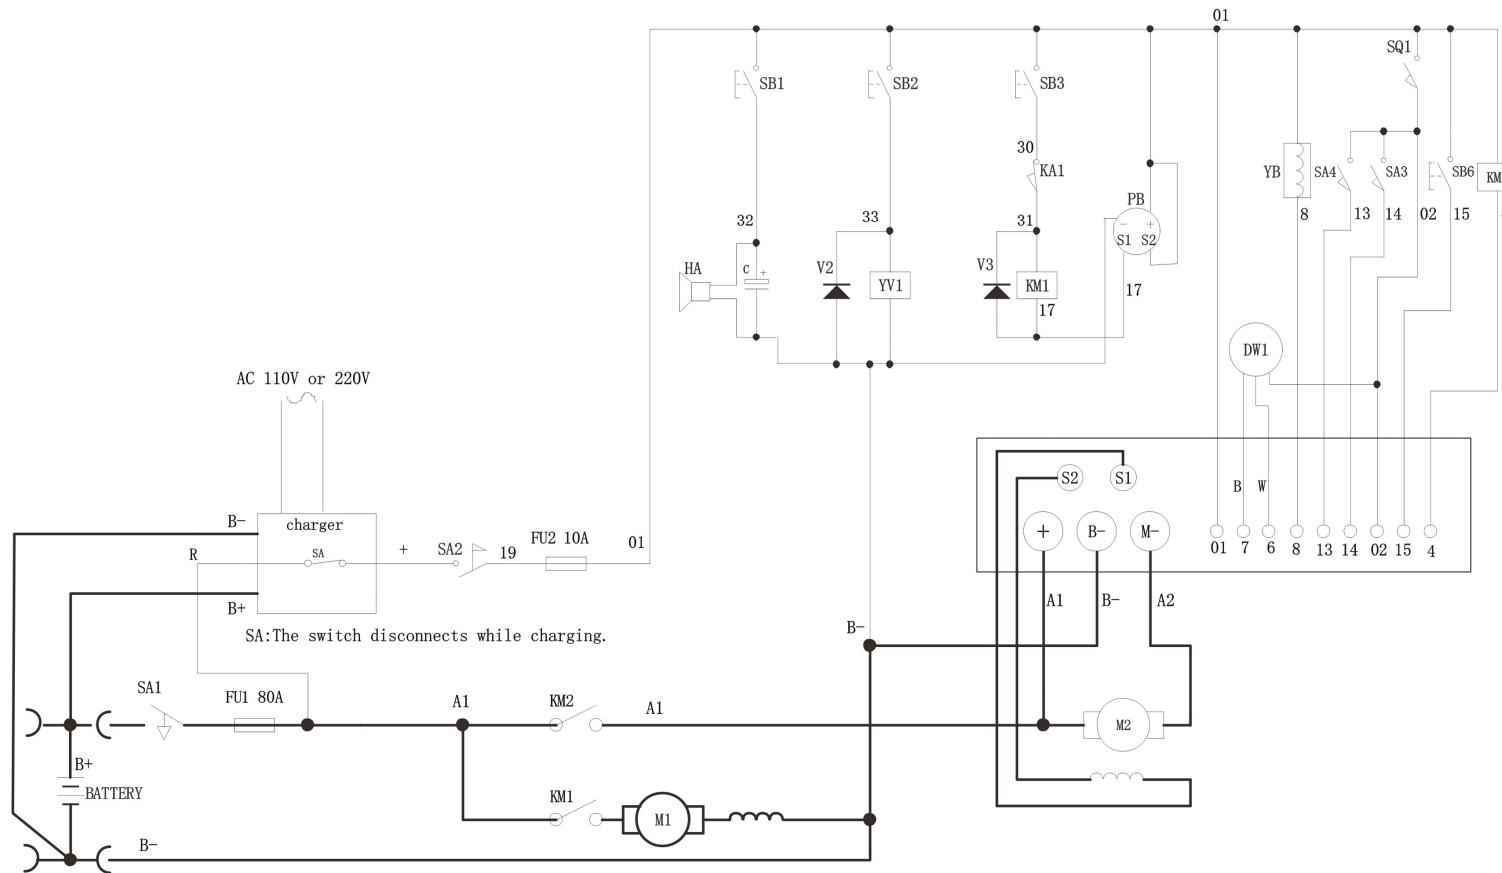 01
SQ1
SB1
SB2
SB3
30
KA1
YB
SA4
SA3
SB6
KM
PB
- +
S1 S2
8
13
14
02
15
32
33
31
HA
C +
V2
YV1
V3
KM1
17
17
DW1
AC 110V or 220V
S2
S1
B
W
B-
charger
R
SA
+
SA2
19
FU2 10A
01
+
B-
M-
01
7
6
8
13
14
02
15
4
B+
A1
B-
A2
SA:The switch disconnects while charging.
B-
SA1
FU1 80A
A1
KM2
A1
M2
B+
BATTERY
KM1
M1
B-